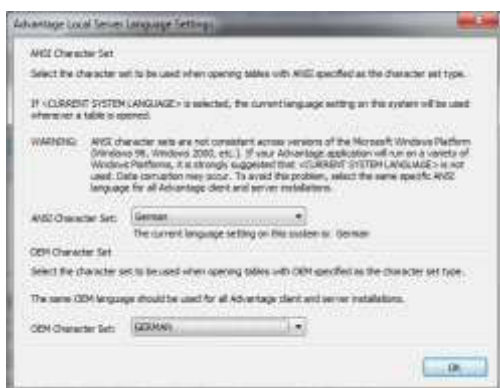 Advantage Local Server Language Settings
ANSI Character Set
Select the character set to be used when opening tables with ANSI specified as the character set type.
If <CURRENT SYSTEM LANGUAGE> is selected, the current language setting on this system will be used
whenever a table is opened.
WARNING: ANSI character sets are not consistent across versions of the Microsoft Windows Platform
(Windows 98, Windows 2000, etc.). If your Advantage application will run on a variety of
Windows Platforms, it is strongly suggested that <CURRENT SYSTEM LANGUAGE> is not
used. Data corruption may occur. To avoid this problem, select the same specific ANSI
language for all Advantage client and server installations.
ANSI Character Set: German
The current language setting on this system is: German
OEM Character Set
Select the character set to be used when opening tables with OEM specified as the character set type.
The same OEM language should be used for all Advantage client and server installations.
OEM Character Set: GERMAN
OK